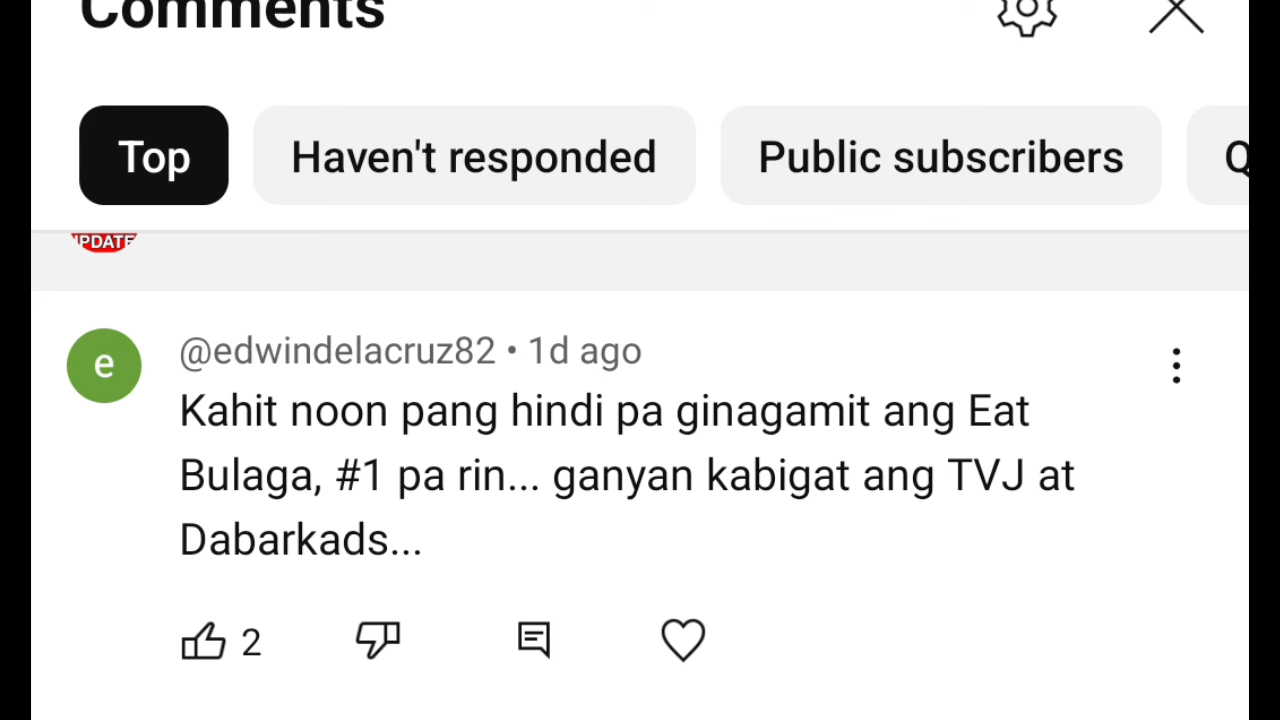 Comments
Top
Haven't responded
Public subscribers
UPDATE
e
@edwindelacruz82 • 1d ago
Kahit noon pang hindi pa ginagamit ang Eat
Bulaga, #1 pa rin... ganyan kabigat ang TVJ at
Dabarkads...
2